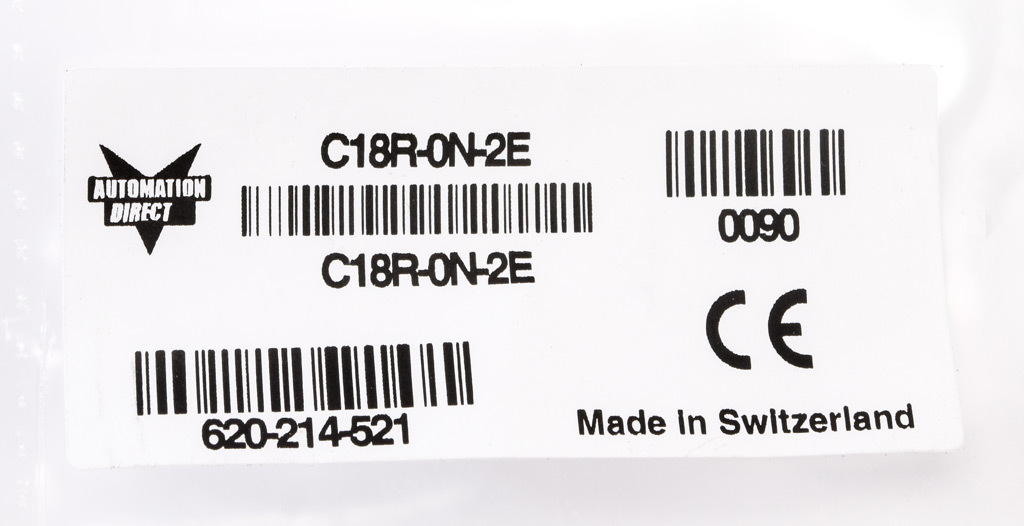 AUTOMATION
DIRECT
C18R-0N-2E
C18R-0N-2E
0090
CE
620-214-521
Made in Switzerland